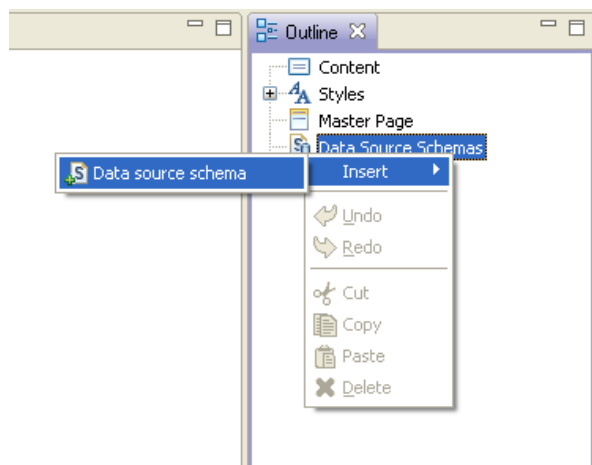 Outline
Content
Styles
Master Page
Data Source Schemas
Data source schema
Insert
Undo
Redo
Cut
Copy
Paste
Delete